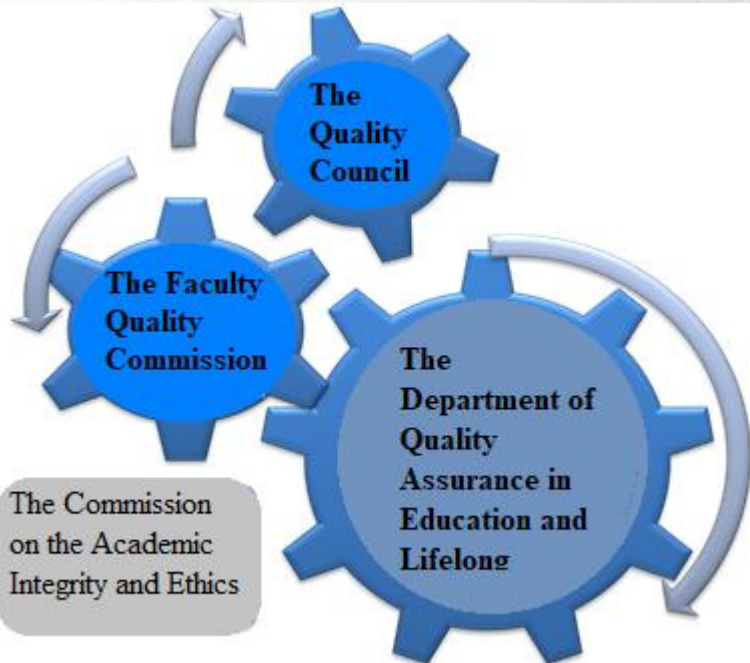 The
Quality
Council
The Faculty
Quality
Commission
The
Department of
Quality
Assurance in
Education and
Lifelong
The Commission
on the Academic
Integrity and Ethics